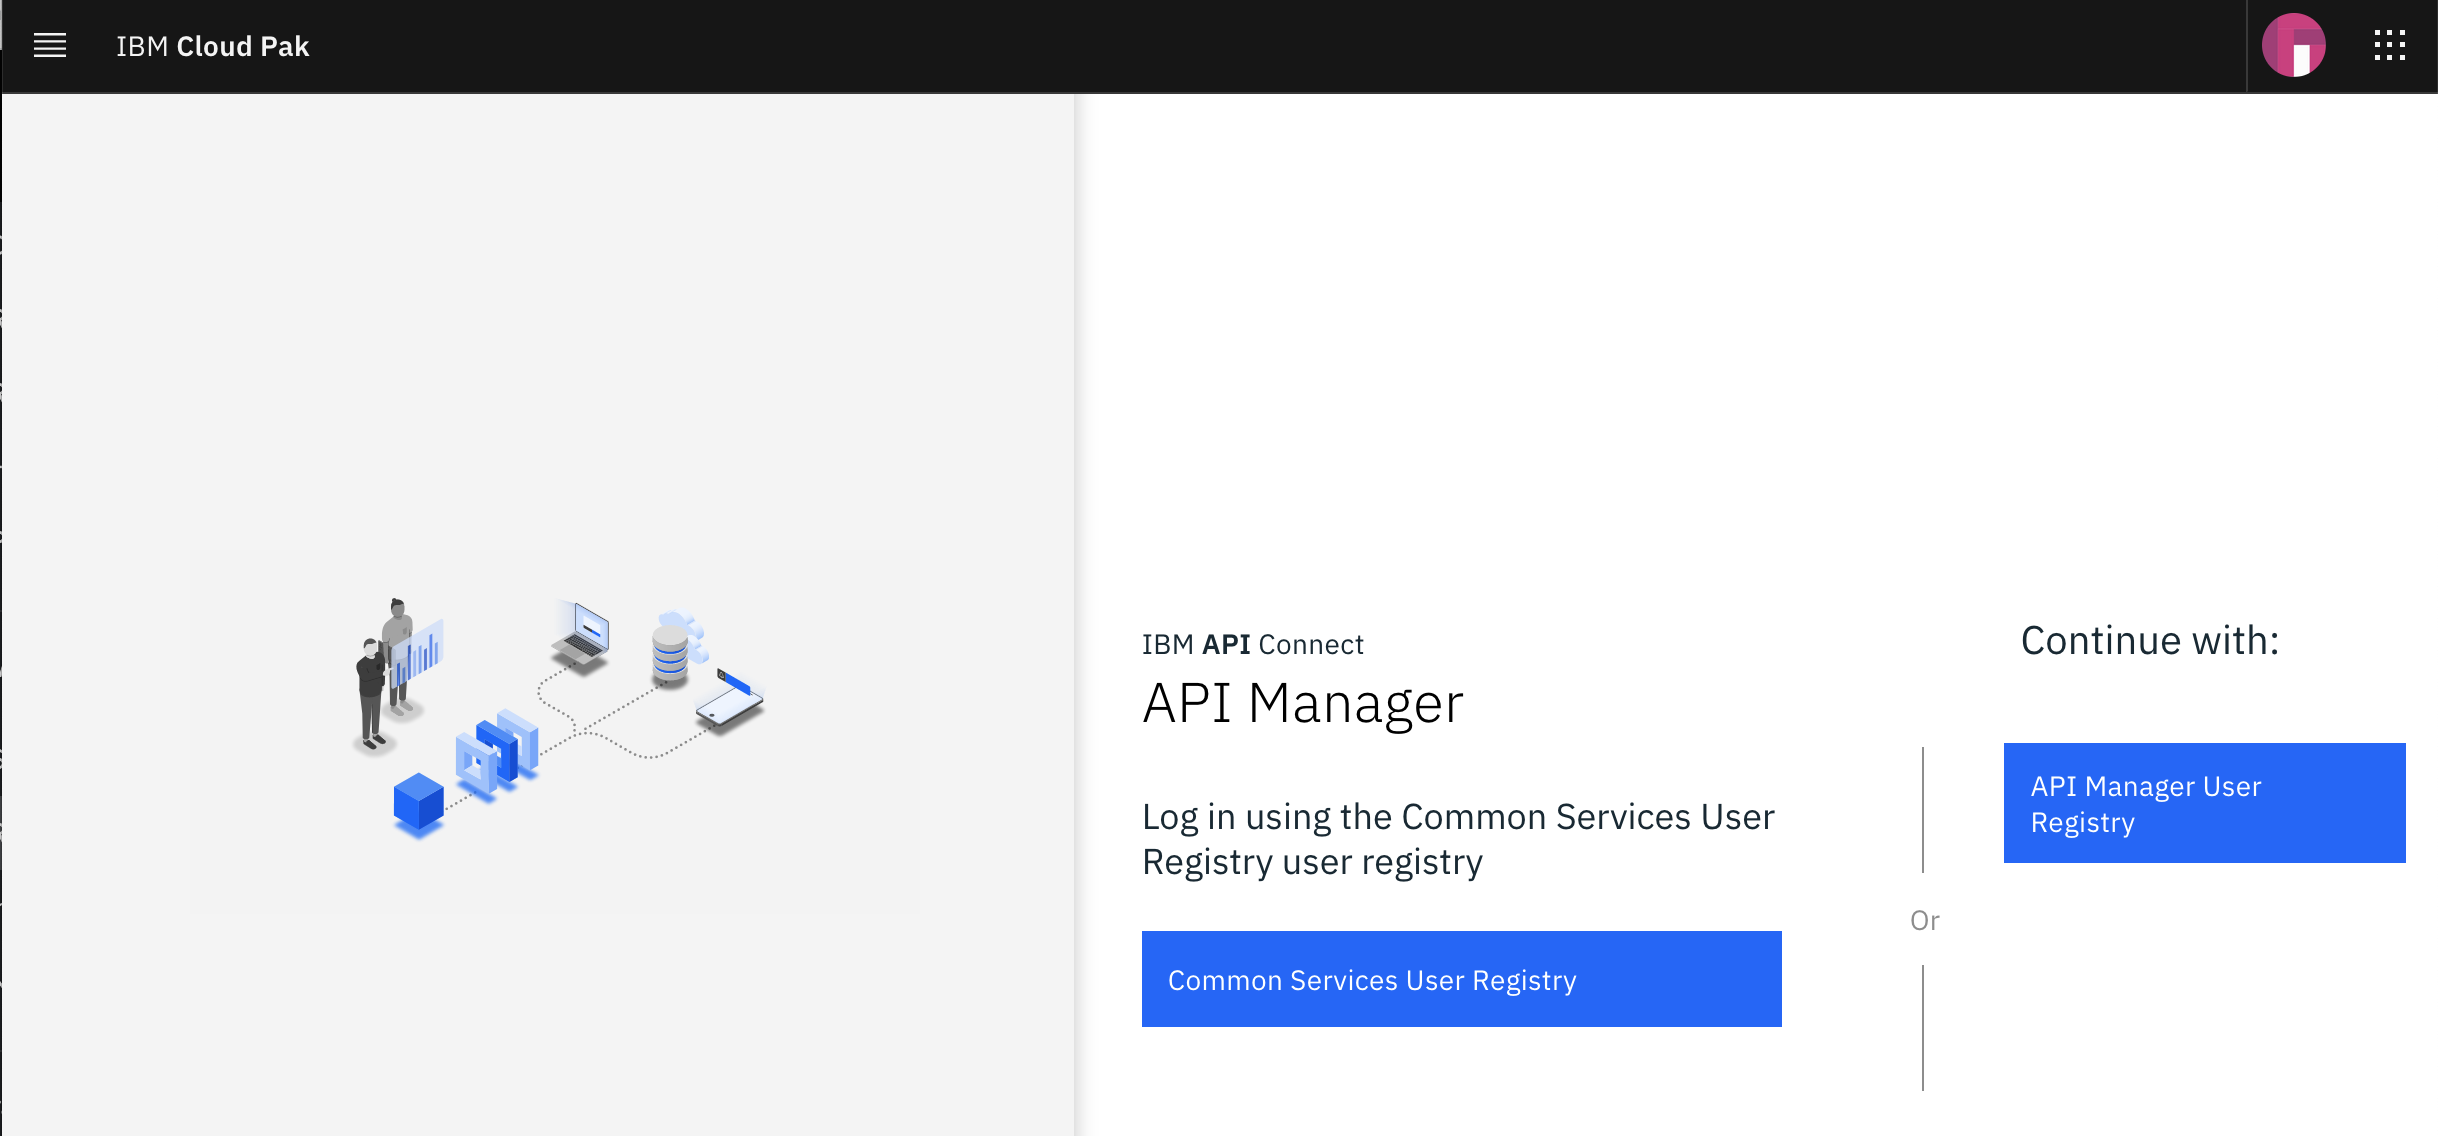 IBM Cloud Pak
IBM API Connect
API Manager
Log in using the Common Services User
Registry user registry
Common Services User Registry
Or
Continue with:
API Manager User
Registry